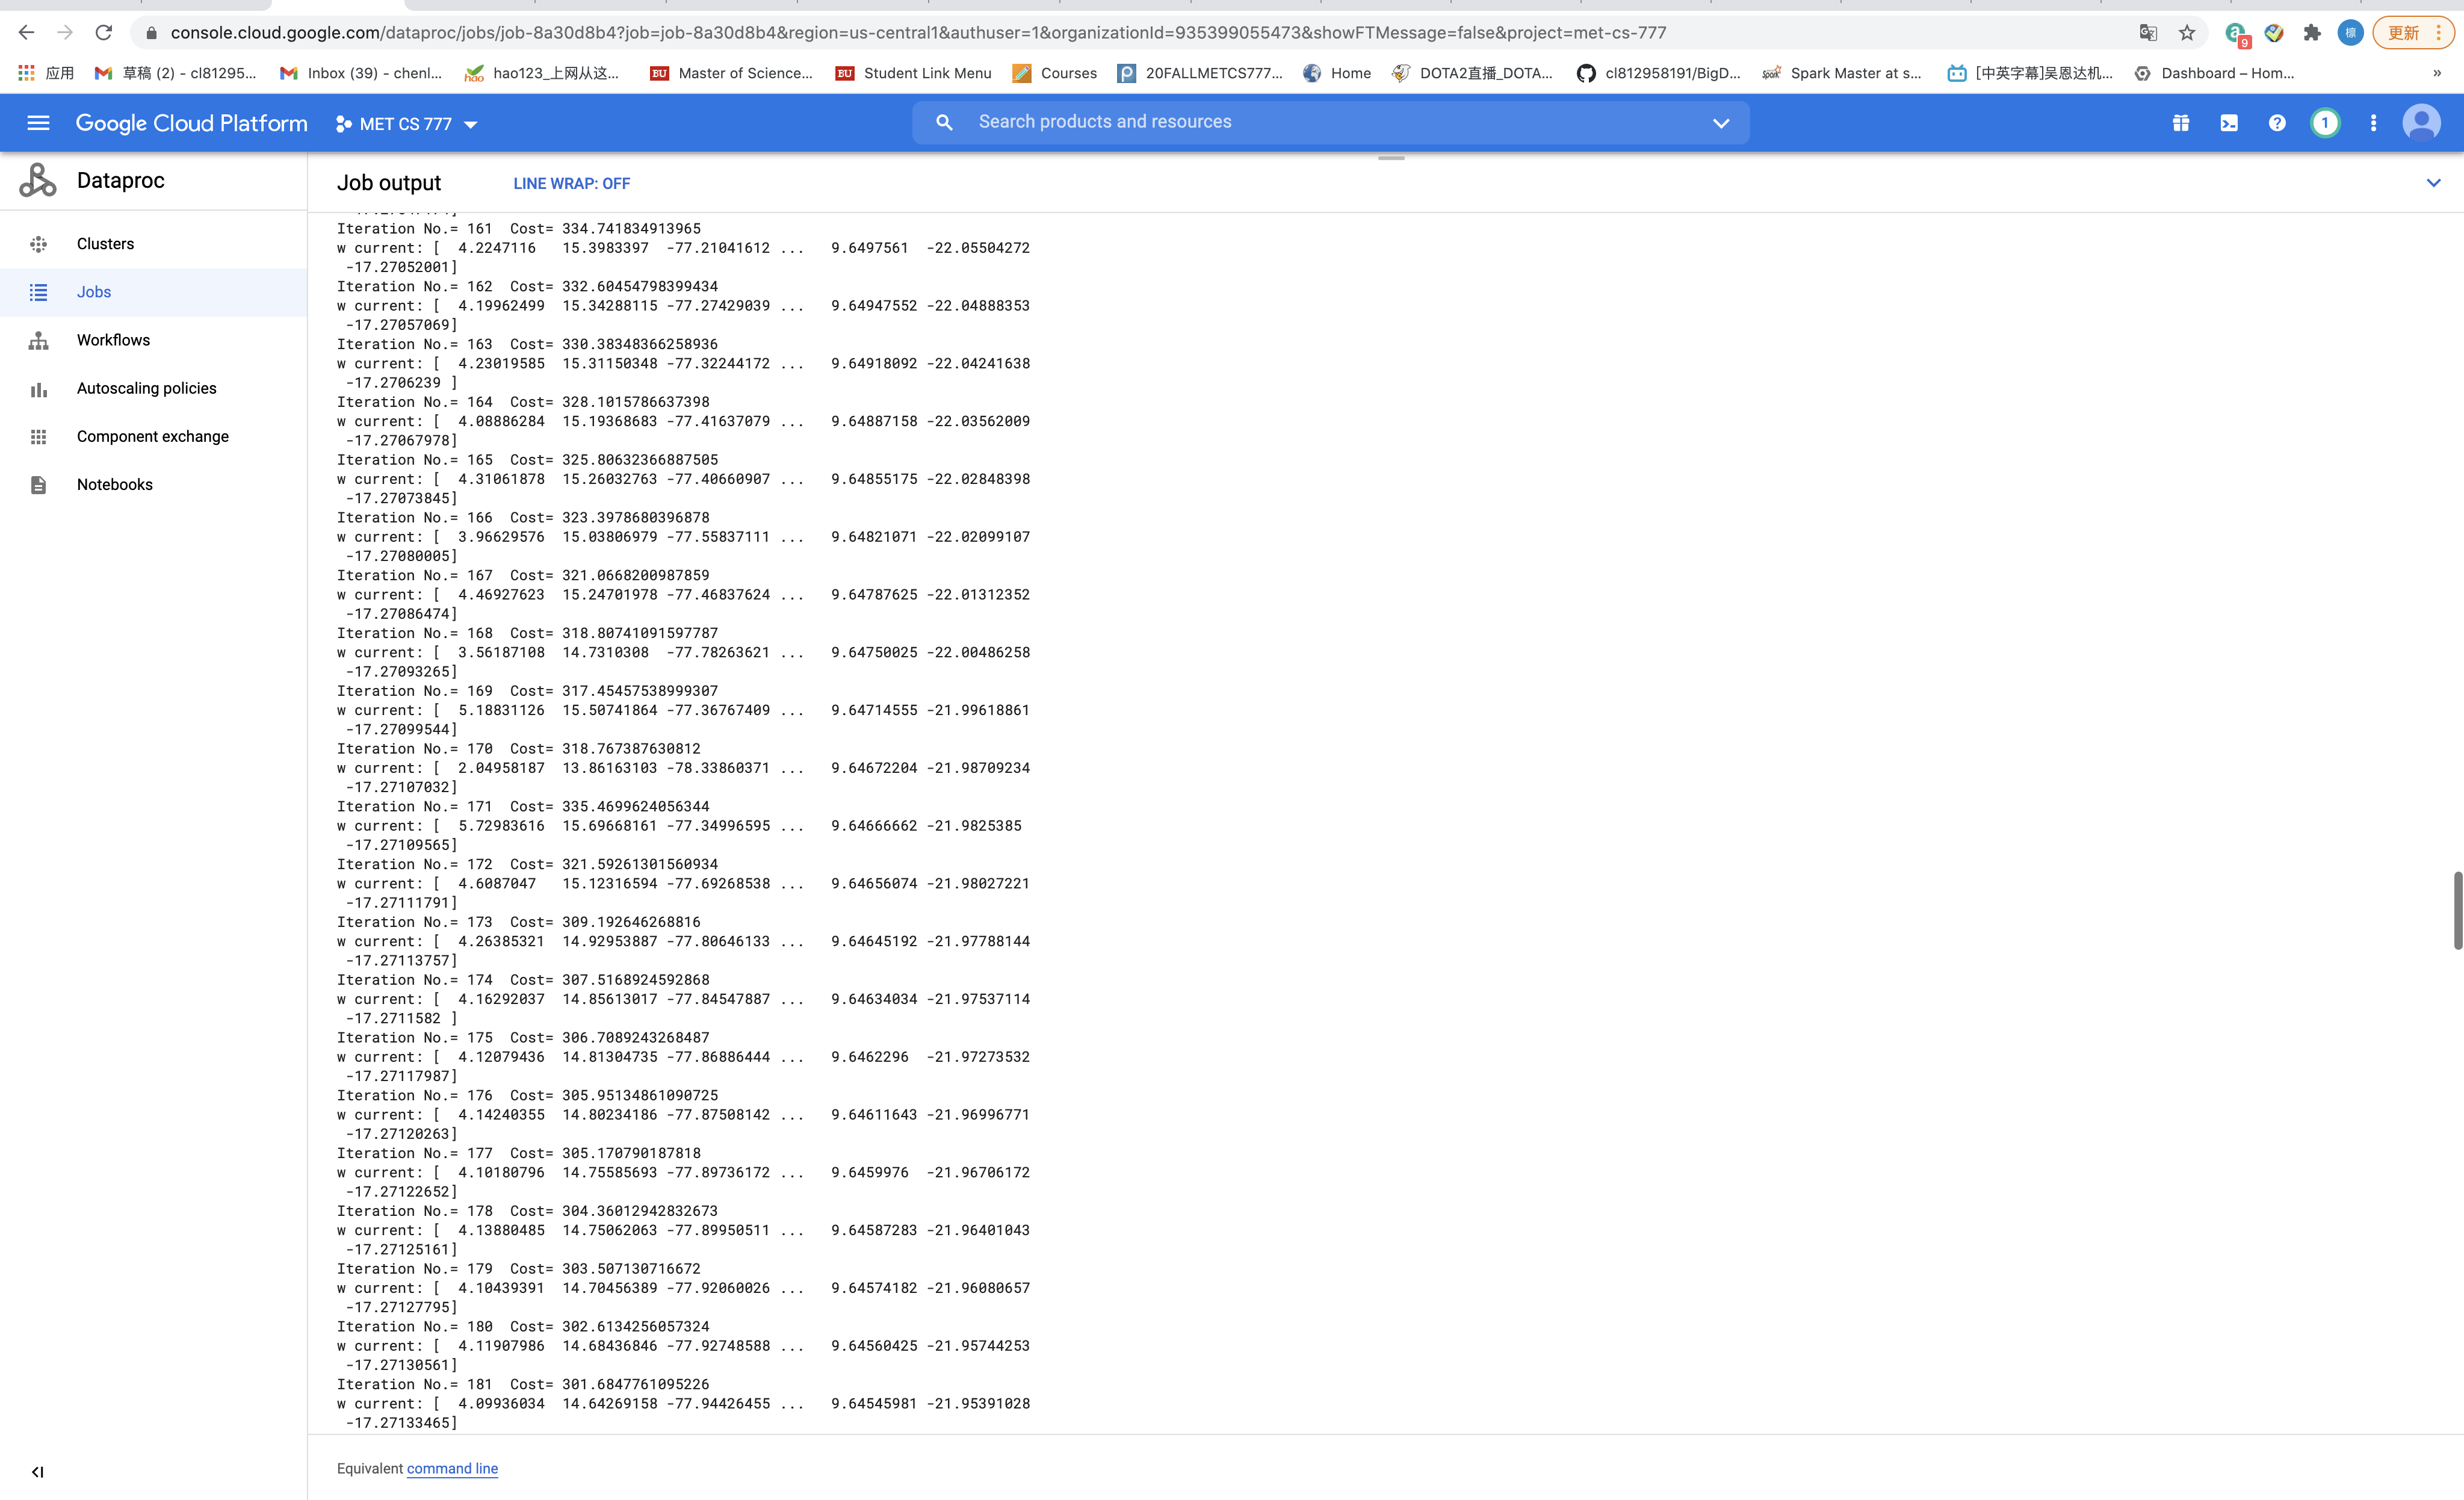 console.cloud.google.com/dataproc/jobs/job-8a30d8b4?job=job-8a30d8b4&region=us-central1&authuser=1&organizationId=935399055473&showFTMessage=false&project=met-cs-777
9
更新
应用
草稿 (2) - cl81295...
Inbox (39) - chenl...
hao123_上网从这...
Master of Science...
Student Link Menu
Courses
20FALLMETCS777...
Home
DOTA2直播_DOTA...
cl812958191/BigD...
Spark Master at s...
[中英字幕]吴恩达机...
Dashboard – Hom...
»
Google Cloud Platform
MET CS 777
Search products and resources
1
Dataproc
Clusters
Jobs
Workflows
Autoscaling policies
Component exchange
Notebooks
Job output
LINE WRAP: OFF
Iteration No.= 161  Cost= 334.741834913965
w current: [  4.2247116   15.3983397  -77.21041612 ...   9.6497561  -22.05504272
 -17.27052001]
Iteration No.= 162  Cost= 332.60454798399434
w current: [  4.19962499  15.34288115 -77.27429039 ...   9.64947552 -22.04888353
 -17.27057069]
Iteration No.= 163  Cost= 330.38348366258936
w current: [  4.23019585  15.31150348 -77.32244172 ...   9.64918092 -22.04241638
 -17.2706239 ]
Iteration No.= 164  Cost= 328.1015786637398
w current: [  4.08886284  15.19368683 -77.41637079 ...   9.64887158 -22.03562009
 -17.27067978]
Iteration No.= 165  Cost= 325.80632366887505
w current: [  4.31061878  15.26032763 -77.40660907 ...   9.64855175 -22.02848398
 -17.27073845]
Iteration No.= 166  Cost= 323.3978680396878
w current: [  3.96629576  15.03806979 -77.55837111 ...   9.64821071 -22.02099107
 -17.27080005]
Iteration No.= 167  Cost= 321.0668200987859
w current: [  4.46927623  15.24701978 -77.46837624 ...   9.64787625 -22.01312352
 -17.27086474]
Iteration No.= 168  Cost= 318.80741091597787
w current: [  3.56187108  14.7310308  -77.78263621 ...   9.64750025 -22.00486258
 -17.27093265]
Iteration No.= 169  Cost= 317.45457538999307
w current: [  5.18831126  15.50741864 -77.36767409 ...   9.64714555 -21.99618861
 -17.27099544]
Iteration No.= 170  Cost= 318.767387630812
w current: [  2.04958187  13.86163103 -78.33860371 ...   9.64672204 -21.98709234
 -17.27107032]
Iteration No.= 171  Cost= 335.4699624056344
w current: [  5.72983616  15.69668161 -77.34996595 ...   9.64666662 -21.9825385
 -17.27109565]
Iteration No.= 172  Cost= 321.59261301560934
w current: [  4.6087047   15.12316594 -77.69268538 ...   9.64656074 -21.98027221
 -17.27111791]
Iteration No.= 173  Cost= 309.192646268816
w current: [  4.26385321  14.92953887 -77.80646133 ...   9.64645192 -21.97788144
 -17.27113757]
Iteration No.= 174  Cost= 307.5168924592868
w current: [  4.16292037  14.85613017 -77.84547887 ...   9.64634034 -21.97537114
 -17.2711582 ]
Iteration No.= 175  Cost= 306.7089243268487
w current: [  4.12079436  14.81304735 -77.86886444 ...   9.6462296  -21.97273532
 -17.27117987]
Iteration No.= 176  Cost= 305.95134861090725
w current: [  4.14240355  14.80234186 -77.87508142 ...   9.64611643 -21.96996771
 -17.27120263]
Iteration No.= 177  Cost= 305.170790187818
w current: [  4.10180796  14.75585693 -77.89736172 ...   9.6459976  -21.96706172
 -17.27122652]
Iteration No.= 178  Cost= 304.36012942832673
w current: [  4.13880485  14.75062063 -77.89950511 ...   9.64587283 -21.96401043
 -17.27125161]
Iteration No.= 179  Cost= 303.507130716672
w current: [  4.10439391  14.70456389 -77.92060026 ...   9.64574182 -21.96080657
 -17.27127795]
Iteration No.= 180  Cost= 302.6134256057324
w current: [  4.11907986  14.68436846 -77.92748588 ...   9.64560425 -21.95744253
 -17.27130561]
Iteration No.= 181  Cost= 301.6847761095226
w current: [  4.09936034  14.64269158 -77.94426455 ...   9.64545981 -21.95391028
 -17.27133465]
Equivalent command line